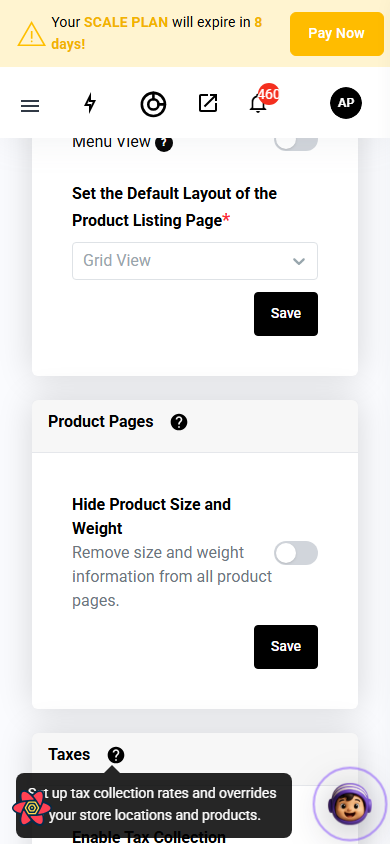 Your SCALE PLAN will expire in 8
days!
Pay Now
460
AP
Menu View ?
Set the Default Layout of the
Product Listing Page*
Grid View
Save
Product Pages ?
Hide Product Size and
Weight
Remove size and weight
information from all product
pages.
Save
Taxes ?
Set up tax collection rates and overrides
your store locations and products.
Enable Tax Collection